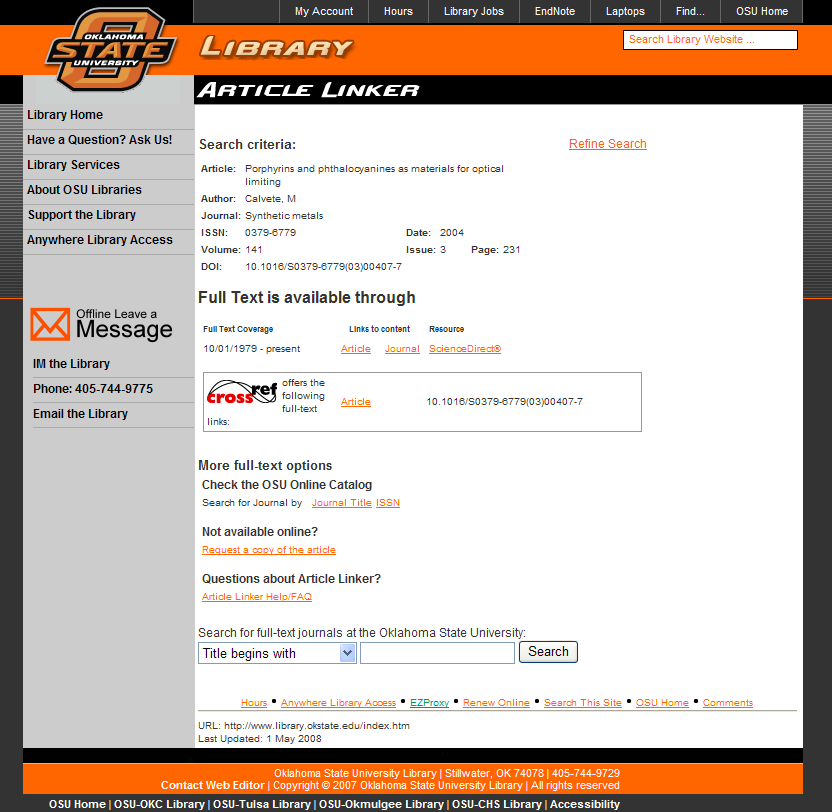 My Account Hours Library Jobs EndNote Laptops Find... OSU Home
OKLAHOMA
STATE
UNIVERSITY
LIBRARY
Search Library Website ...
ARTICLE LINKER
Library Home
Have a Question? Ask Us!
Library Services
About OSU Libraries
Support the Library
Anywhere Library Access
Offline Leave a
Message
IM the Library
Phone: 405-744-9775
Email the Library
Search criteria: Refine Search
Article: Porphyrins and phthalocyanines as materials for optical
limiting
Author: Calvete, M
Journal: Synthetic metals
ISSN: 0379-6779 Date: 2004
Volume: 141 Issue: 3 Page: 231
DOI: 10.1016/S0379-6779(03)00407-7
Full Text is available through
Full Text Coverage Links to content Resource
10/01/1979 - present Article Journal ScienceDirect®
crossref offers the
following
full-text
links:
Article 10.1016/S0379-6779(03)00407-7
More full-text options
Check the OSU Online Catalog
Search for Journal by Journal Title ISSN
Not available online?
Request a copy of the article
Questions about Article Linker?
Article Linker Help/FAQ
Search for full-text journals at the Oklahoma State University:
Title begins with Search
Hours • Anywhere Library Access • EZProxy • Renew Online • Search This Site • OSU Home • Comments
URL: http://www.library.okstate.edu/index.htm
Last Updated: 1 May 2008
Oklahoma State University Library | Stillwater, OK 74078 | 405-744-9729
Contact Web Editor | Copyright © 2007 Oklahoma State University Library | All rights reserved
OSU Home | OSU-OKC Library | OSU-Tulsa Library | OSU-Okmulgee Library | OSU-CHS Library | Accessibility